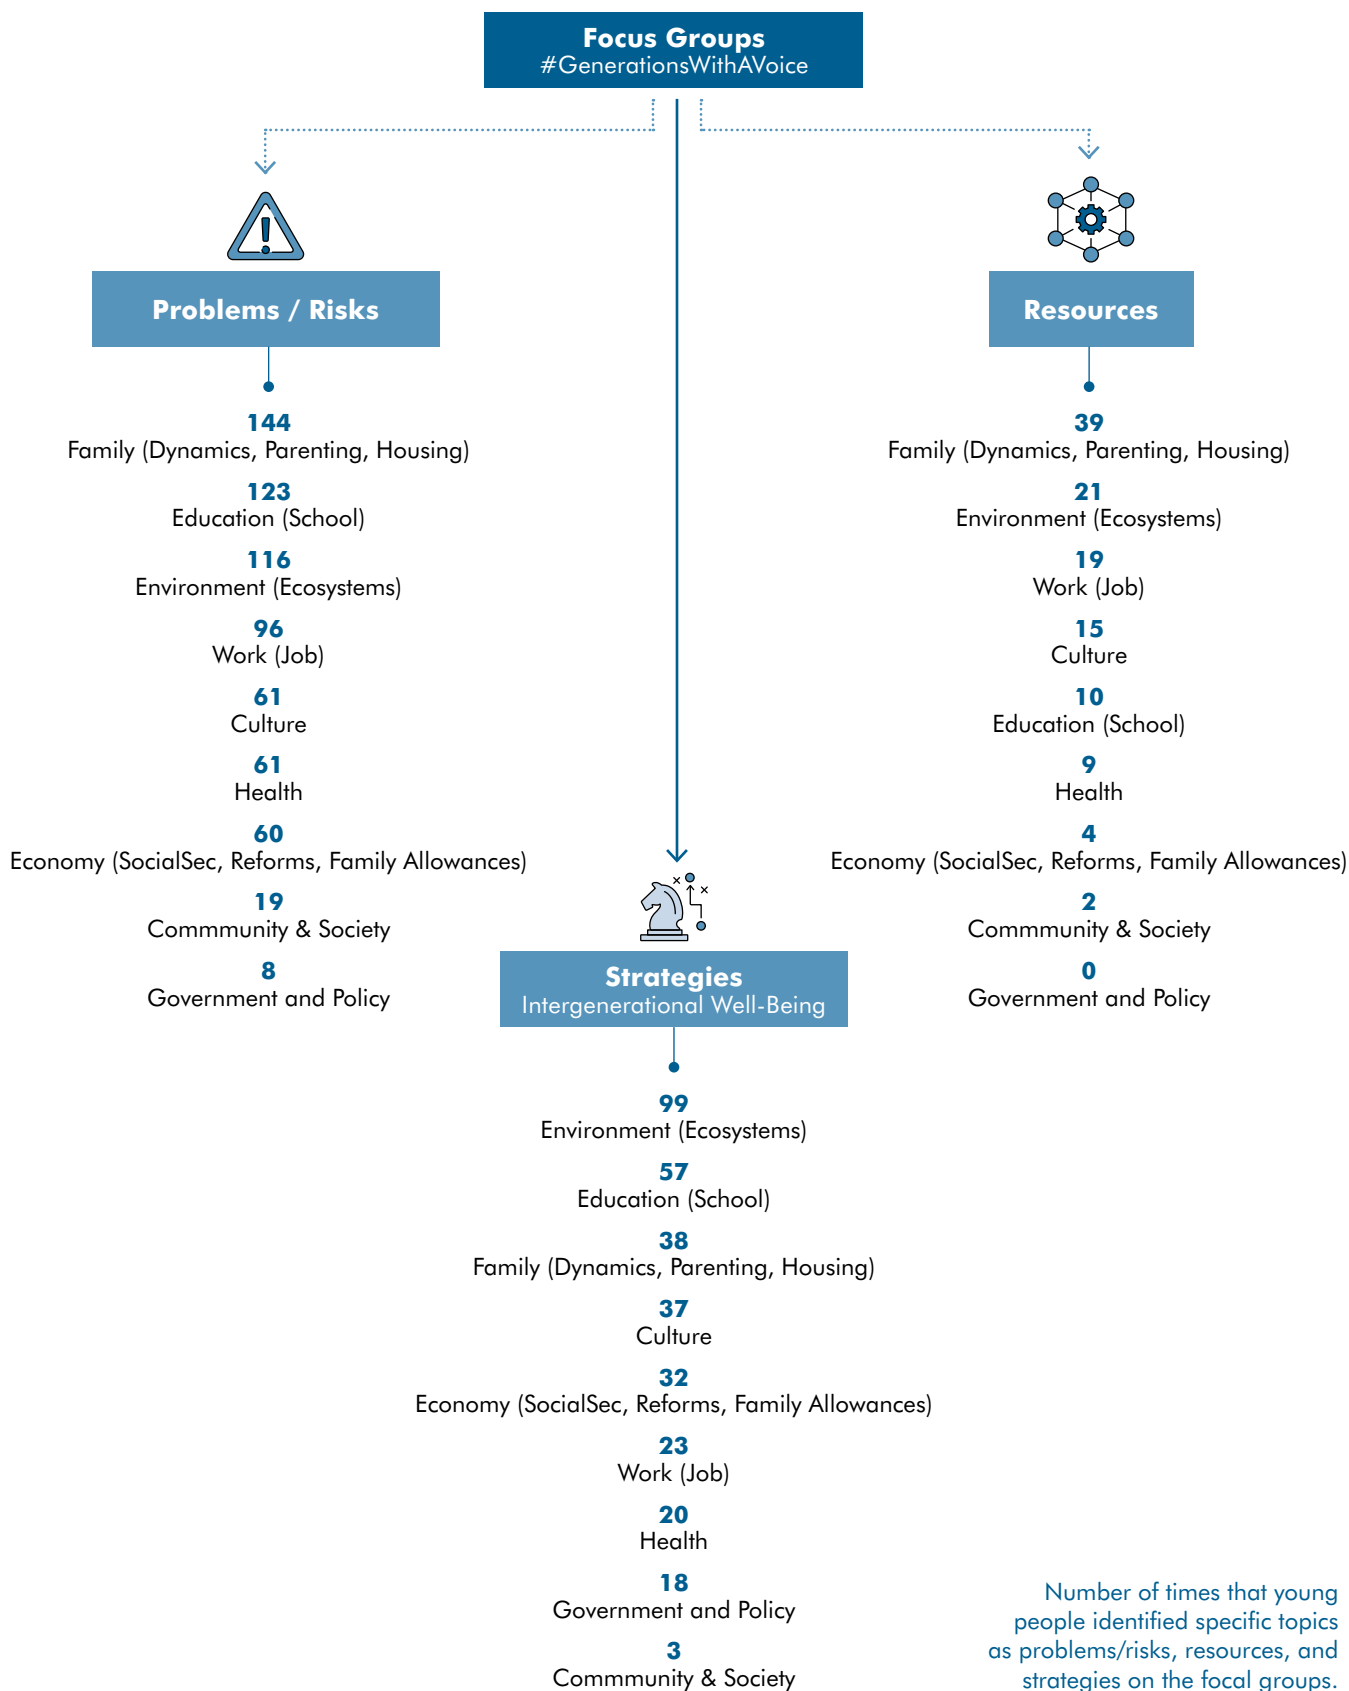 Focus Groups
#GenerationsWithAVoice
Problems / Risks
144
Family (Dynamics, Parenting, Housing)
123
Education (School)
116
Environment (Ecosystems)
96
Work (Job)
61
Culture
61
Health
60
Economy (SocialSec, Reforms, Family Allowances)
19
Commmunity & Society
8
Government and Policy
Resources
39
Family (Dynamics, Parenting, Housing)
21
Environment (Ecosystems)
19
Work (Job)
15
Culture
10
Education (School)
9
Health
4
Economy (SocialSec, Reforms, Family Allowances)
2
Commmunity & Society
0
Government and Policy
Strategies
Intergenerational Well-Being
99
Environment (Ecosystems)
57
Education (School)
38
Family (Dynamics, Parenting, Housing)
37
Culture
32
Economy (SocialSec, Reforms, Family Allowances)
23
Work (Job)
20
Health
18
Government and Policy
3
Commmunity & Society
Number of times that young
people identified specific topics
as problems/risks, resources, and
strategies on the focal groups.